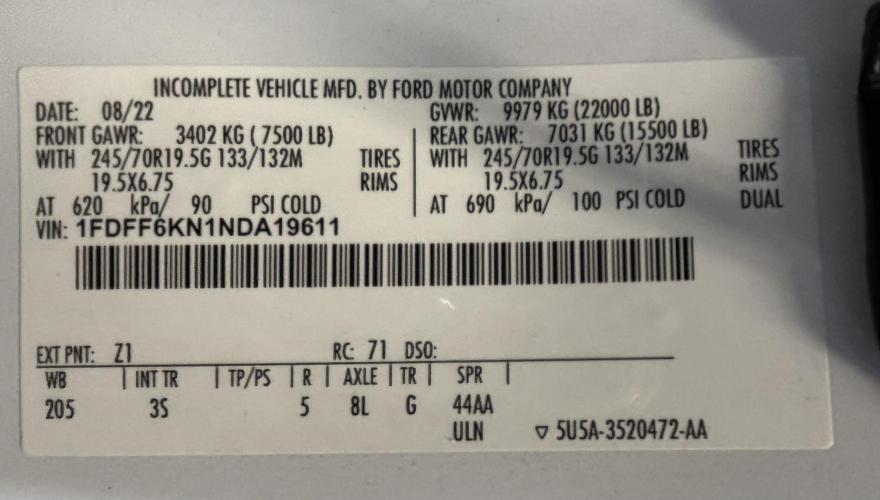 INCOMPLETE VEHICLE MFD. BY FORD MOTOR COMPANY
DATE: 08/22 GVWR: 9979 KG (22000 LB)
FRONT GAWR: 3402 KG ( 7500 LB) REAR GAWR: 7031 KG (15500 LB)
WITH 245/70R19.5G 133/132M TIRES WITH 245/70R19.5G 133/132M TIRES
19.5X6.75 RIMS 19.5X6.75 RIMS
AT 620 kPa/ 90 PSI COLD AT 690 kPa/ 100 PSI COLD DUAL
VIN: 1FDFF6KN1NDA19611
EXT PNT: Z1 RC: 71 DSO:
WB | INT TR | TP/PS | R | AXLE | TR | SPR |
205 3S 5 8L G 44AA
ULN ▽ 5U5A-3520472-AA